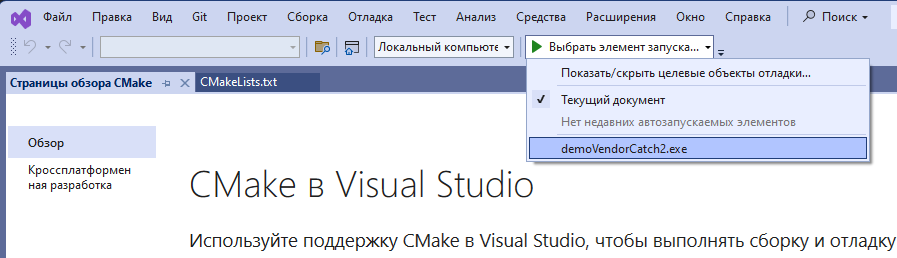 Файл Правка Вид Git Проект Сборка Отладка Тест Анализ Средства Расширения Окно Справка Поиск
Локальный компьюте Выбрать элемент запуска...
Страницы обзора CMake CMakeLists.txt
Показать/скрыть целевые объекты отладки...
Текущий документ
Нет недавних автозапускаемых элементов
demoVendorCatch2.exe
Обзор
Кроссплатформен
ная разработка
CMake в Visual Studio
Используйте поддержку CMake в Visual Studio, чтобы выполнять сборку и отладку